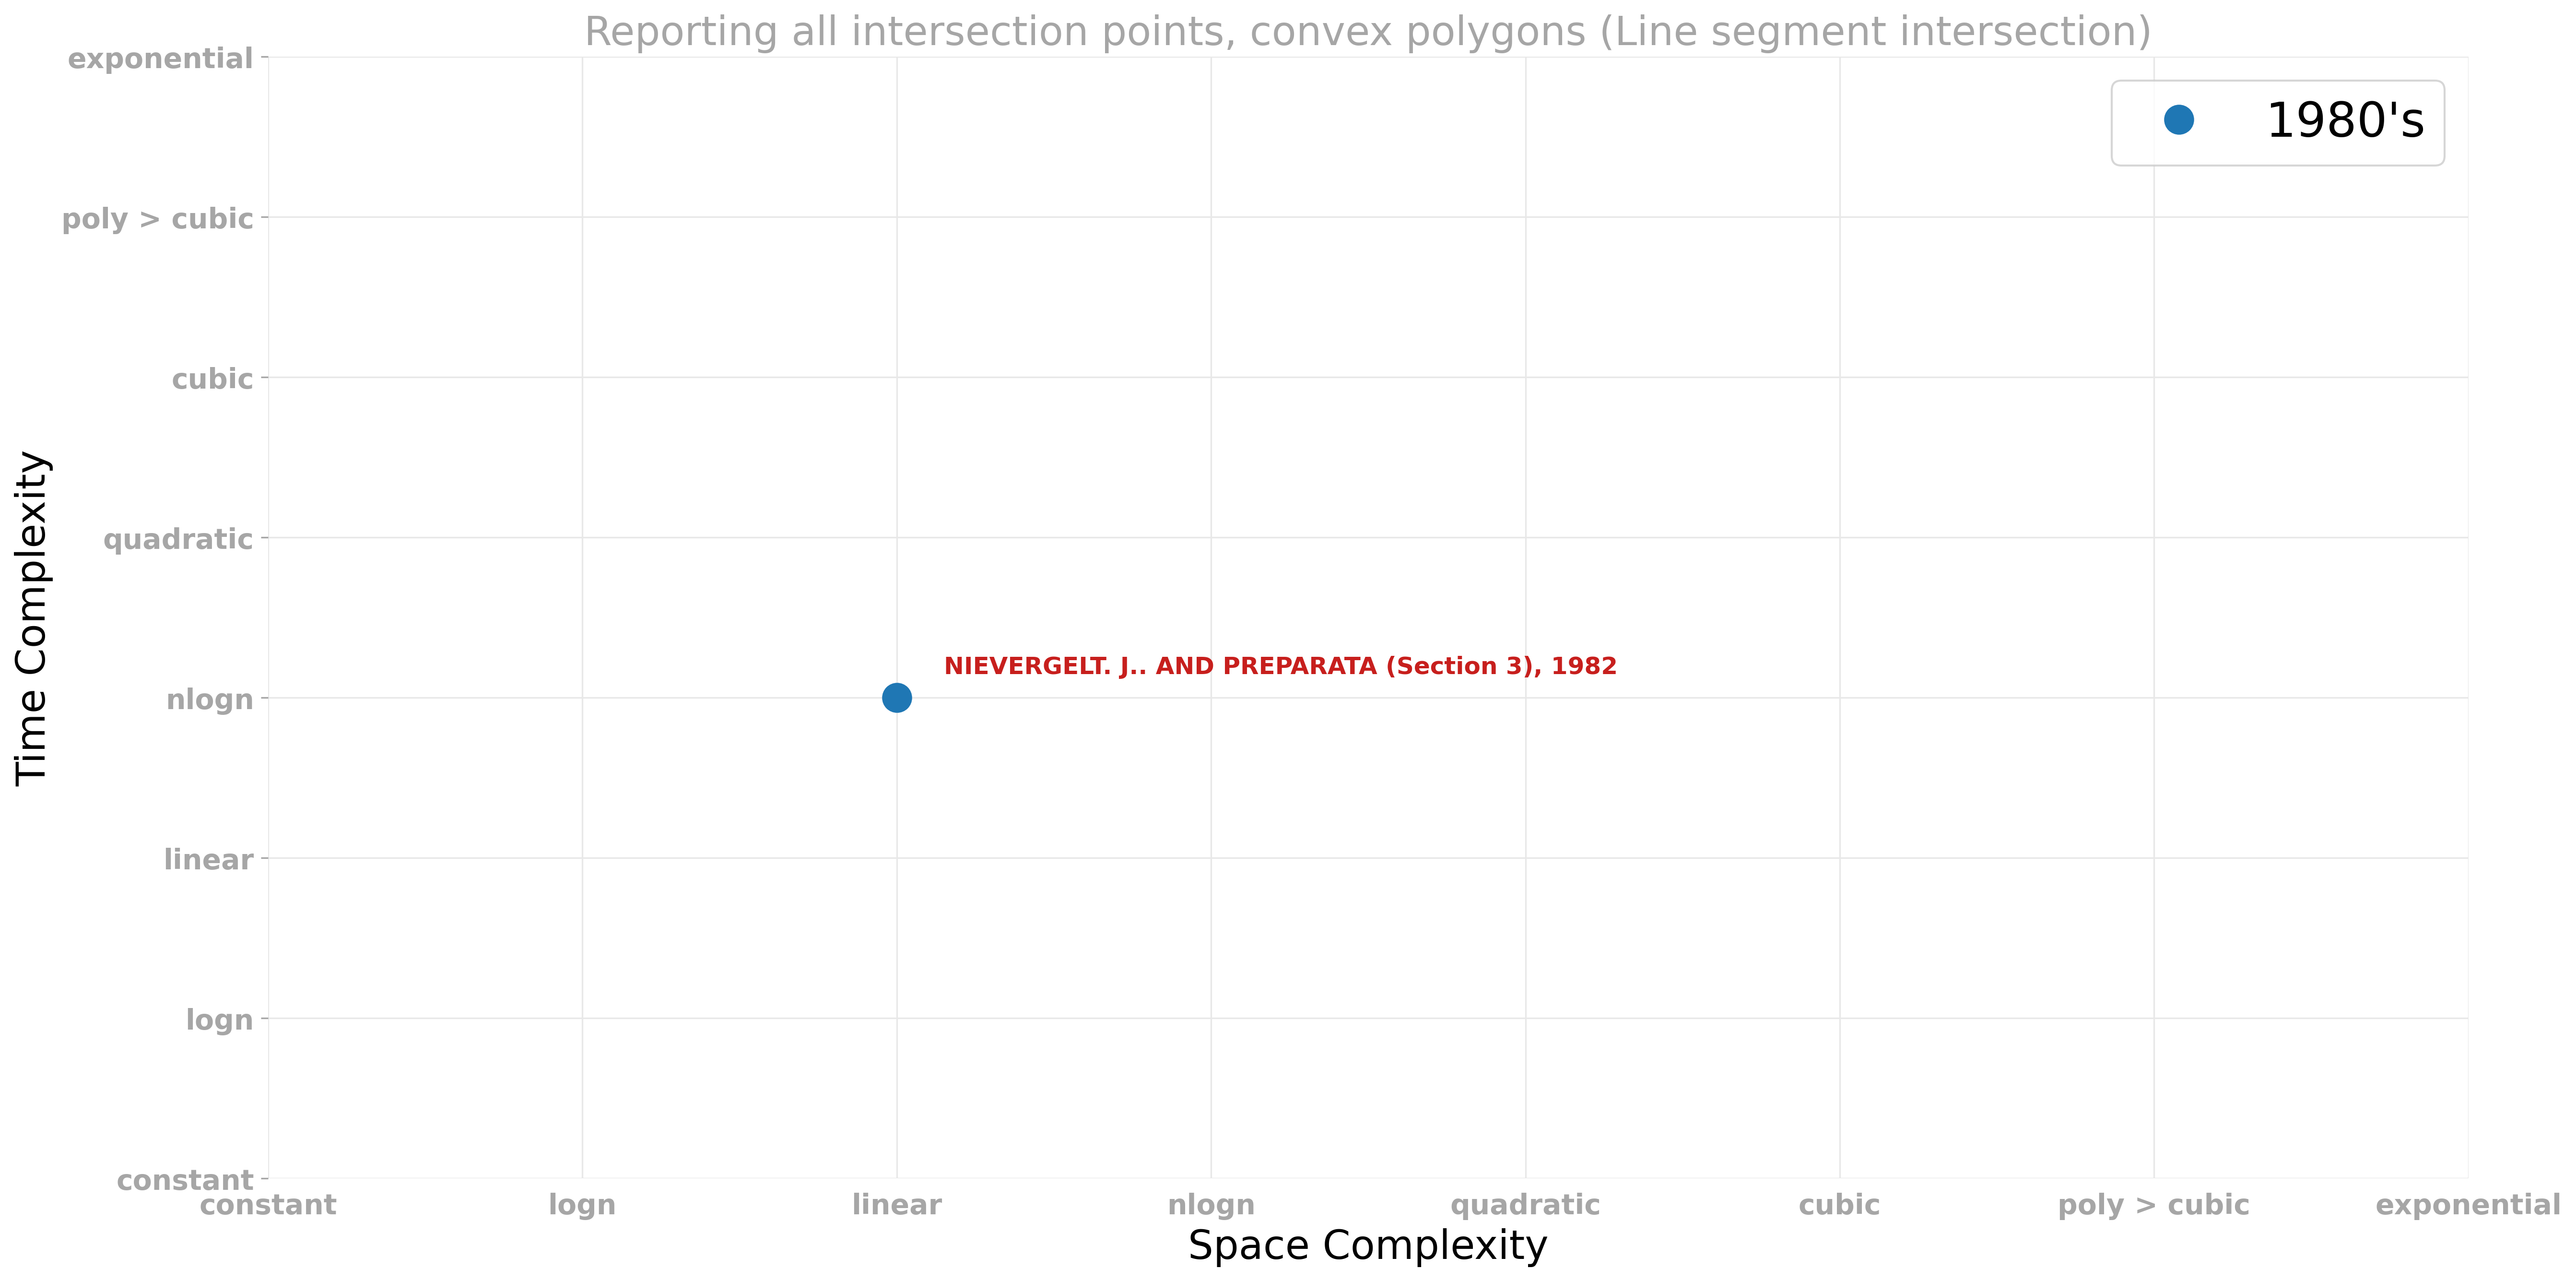 Reporting all intersection points, convex polygons (Line segment intersection)
1980's
Time Complexity
exponential
poly > cubic
cubic
quadratic
nlogn
linear
logn
constant
NIEVERGELT. J.. AND PREPARATA (Section 3), 1982
constant
logn
linear
nlogn
quadratic
cubic
poly > cubic
exponential
Space Complexity